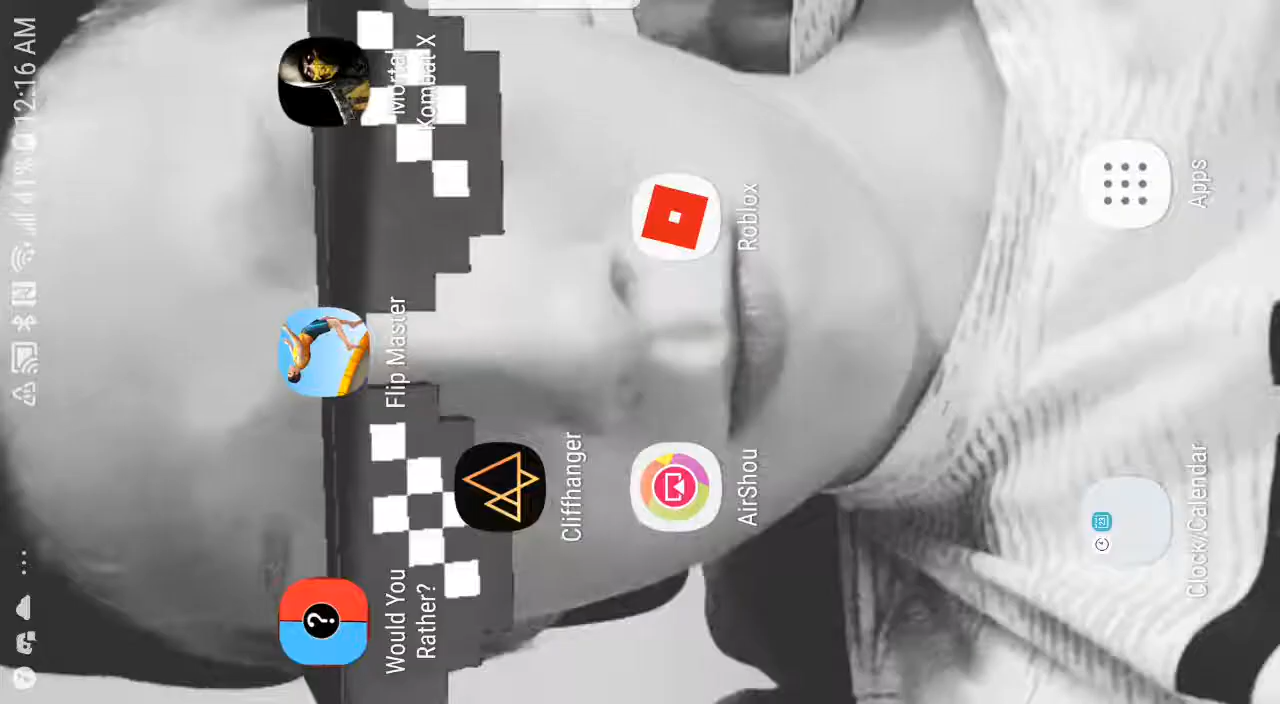 41% 12:16 AM
Would You
Rather?
Flip Master
Mortal
Kombat X
Cliffhanger
AirShou
Roblox
Clock/Calendar
Apps